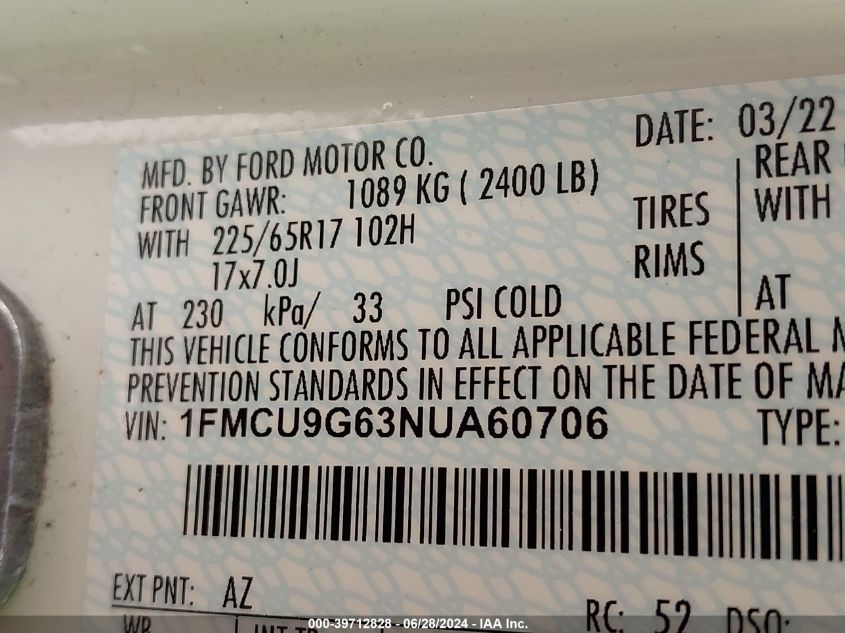 DATE: 03/22
MFD. BY FORD MOTOR CO.
FRONT GAWR: 1089 KG ( 2400 LB)
REAR
WITH 225/65R17 102H TIRES WITH
17x7.0J RIMS
AT 230 kPa/ 33 PSI COLD AT
THIS VEHICLE CONFORMS TO ALL APPLICABLE FEDERAL
PREVENTION STANDARDS IN EFFECT ON THE DATE OF
VIN: 1FMCU9G63NUA60706 TYPE:
EXT PNT: AZ RC: 52 DSO:
000-39712828 - 06/28/2024 - IAA Inc.